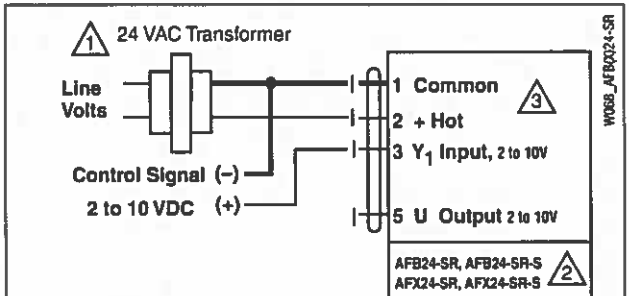 1 24 VAC Transformer
Line
Volts
1 Common
3
2 + Hot
3 Y1 Input, 2 to 10V
Control Signal (–)
2 to 10 VDC (+)
5 U Output 2 to 10V
AFB24-SR, AFB24-SR-S
AFX24-SR, AFX24-SR-S
2
W068_AFB0024-SR